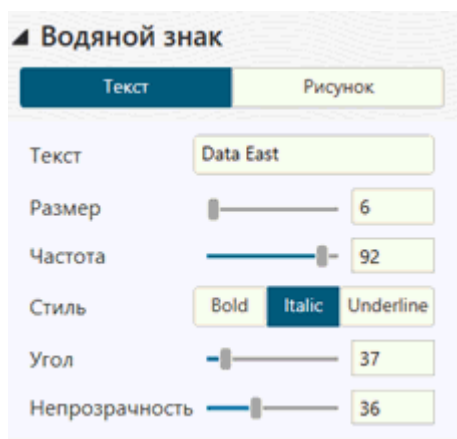 Водяной знак
Текст Рисунок
Текст Data East
Размер 6
Частота 92
Стиль Bold Italic Underline
Угол 37
Непрозрачность 36